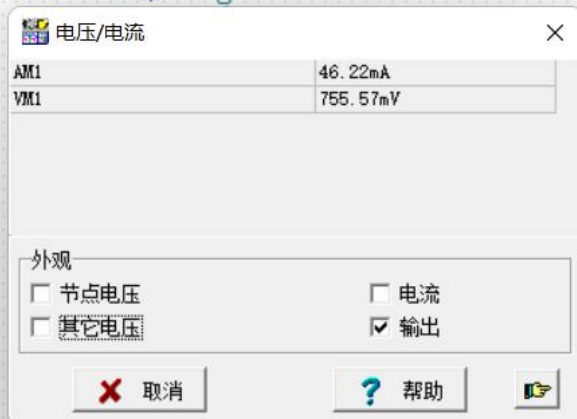 电压/电流
AM1 46.22mA
VM1 755.57mV
外观
节点电压 电流
其它电压 输出
取消 帮助